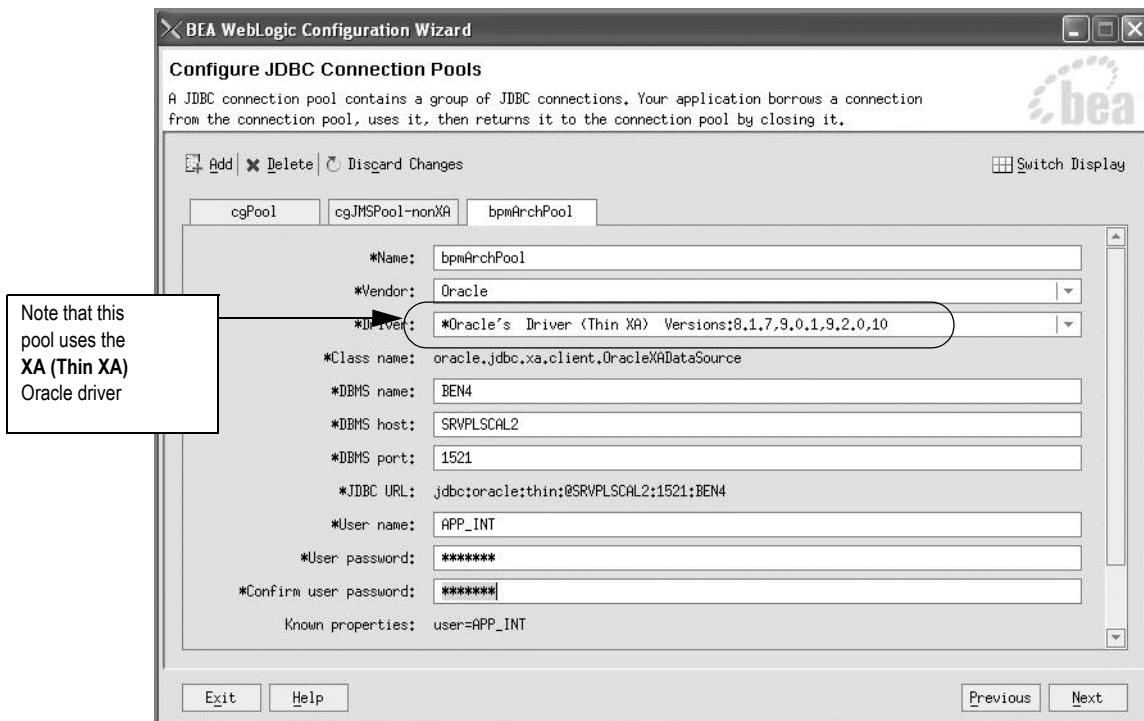 BEA WebLogic Configuration Wizard
Configure JDBC Connection Pools
A JDBC connection pool contains a group of JDBC connections. Your application borrows a connection
from the connection pool, uses it, then returns it to the connection pool by closing it.
bea
Add Delete Discard Changes Switch Display
cgPool cgJMSPool-nonXA bpmArchPool
*Name: bpmArchPool
*Vendor: Oracle
*Driver: *Oracle's Driver (Thin XA) Versions:8.1.7,9.0.1,9.2.0,10
*Class name: oracle.jdbc.xa.client.OracleXADataSource
*DBMS name: BEN4
*DBMS host: SRVPLSCAL2
*DBMS port: 1521
*JDBC URL: jdbc:oracle:thin:@SRVPLSCAL2:1521:BEN4
*User name: APP_INT
*User password: *******
*Confirm user password: *******
Known properties: user=APP_INT
Exit Help Previous Next
Note that this
pool uses the
XA (Thin XA)
Oracle driver